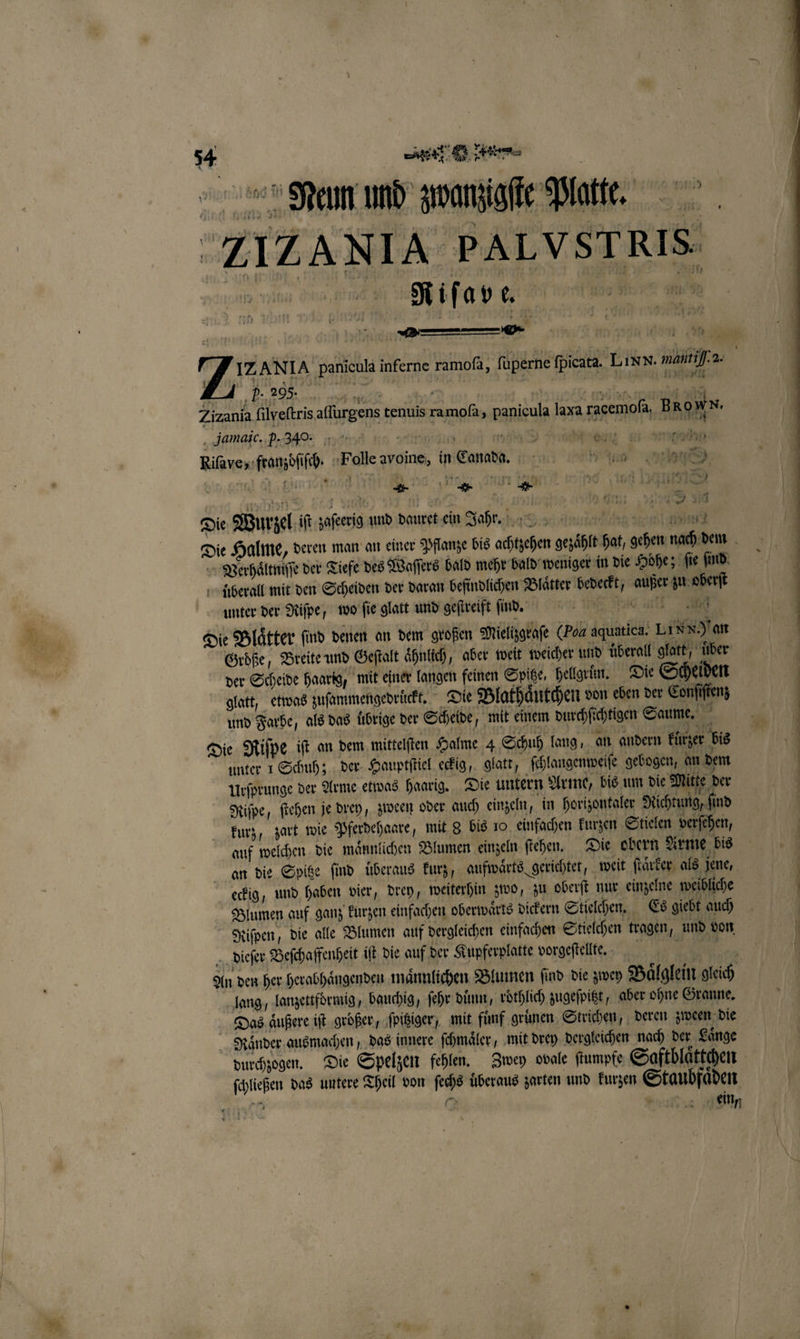 54
Neun und zwanzigste Platte.
ZIZANIA PALVSTRIS.
Risave.
ZIZANIA panicula inferne ramosa, superne spicata. LINN. mantiss. 2.
p. 295.
Zizania silvestris assurgens tenuis ramosa, panicula laxa racemosa. BROWN.
jamaic. p. 340.
Risave, französisch. Folle avoine, in Canada.
Die Wurzel ist zaseerig und dauret ein Jahr.
Die Halme, deren man an einer Pflanze bis achtzehen gezählt hat, gehen nach dem
Verhältnisse der Tiefe des Wassers bald mehr bald weniger in die Höhe; sie sind
überall mit den Scheiden der daran befindlichen Blätter bedeckt, außer zu oberst
unter der Rispe, wo sie glatt und gestreift sind.
Die Blätter sind denen an dem großen Mielizgrase (Poa aquatica. LINN.) an
Größe, Breite und Gestalt ähnlich, aber weit weicher und überall glatt, über
der Scheide haarig, mit einer langen feinen Spitze, hellgrün. Die Scheiden
glatt, etwas zusammengedrückt. Die Blathäutchen von eben der Consistenz
und Farbe, als das übrige der Scheide, mit einem durchsichtigen Saume.
Die Rispe ist an dem mittelsten Halme 4 Schuh lang, an andern kürzer bis
unter 1 Schuh; der Hauptstiel eckig, glatt, schlangenweise gebogen, an dem
Ursprunge der Arme etwas haarig. Die untern Arme, bis um die Mitte der
Rispe, stehen je drey, zween oder auch einzeln, in horizontaler Richtung, sind
kurz, zart wie Pferdehaare, mit 8 bis 10 einfachen kurzen Stielen versehen,
auf welchen die männlichen Blumen einzeln stehen. Die obern Arme bis
an die Spitze sind überaus kurz, aufwärts gerichtet, weit stärker als jene,
eckig, und haben vier, drey, weiterhin zwo, zu oberst nur einzelne weibliche
Blumen auf ganz kurzen einfachen oberwärts dickern Stielchen. Es giebt auch
Rispen, die alle Blumen auf dergleichen einfachen Stielchen tragen, und von
dieser Beschaffenheit ist die auf der Kupferplatte vorgestellte.
An den her herabhängenden männlichen Blumen sind die zwey Bälglein gleich
lang, lanzettförmig, bauchig, sehr dünn, röthlich zugespitzt, aber ohne Granne.
Das äußere ist größer, spitziger, mit fünf grünen Strichen, deren zween die
Ränder ausmachen, das innere schmäler, mit drey dergleichen nach der Länge
durchzogen. Die Spelzen fehlen. Zwey ovale stumpfe Saftblättchen
schließen das untere Theil von sechs überaus zarten und kurzen Staubfäden
ein,